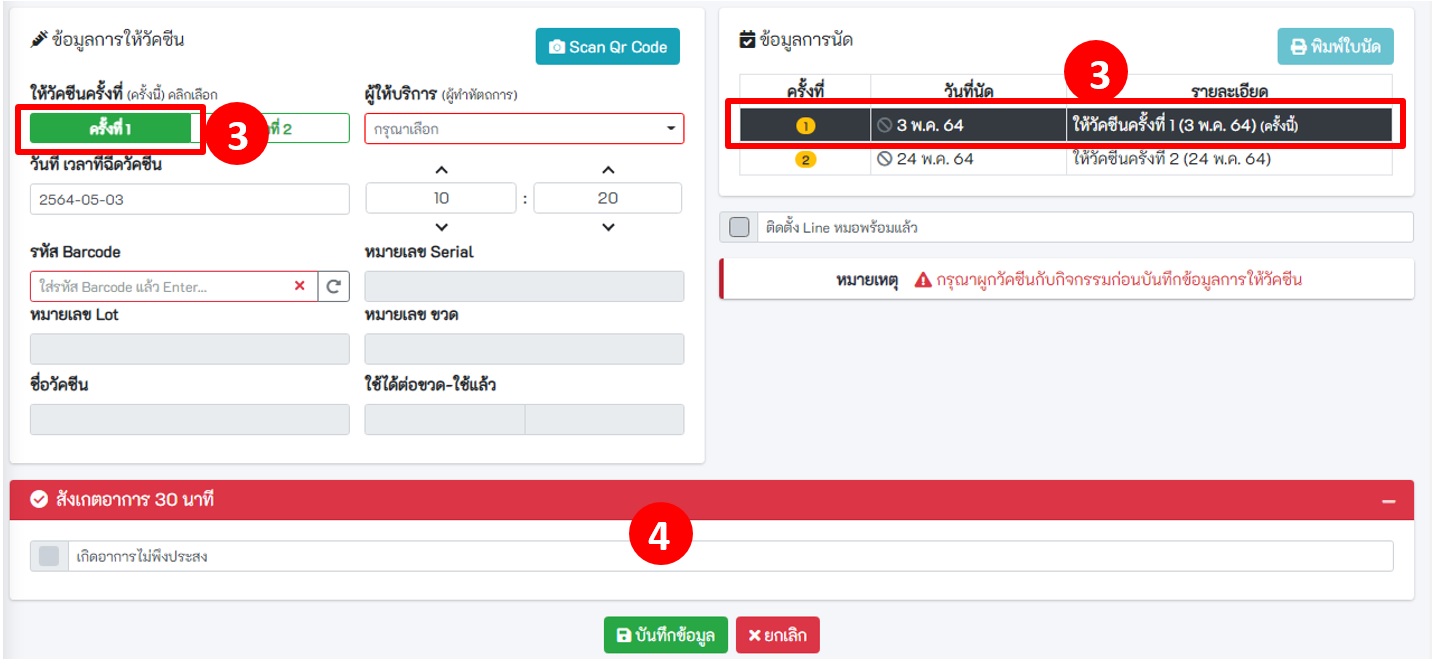 ข้อมูลการให้วัคซีน
Scan Qr Code
ให้วัคซีนครั้งที่ (ครั้งนี้) คลิกเลือก
ผู้ให้บริการ (ผู้ทำหัตถการ)
ครั้งที่ 1
3
ที่ 2
กรุณาเลือก
วันที่ เวลาที่ฉีดวัคซีน
2564-05-03
10 : 20
รหัส Barcode
หมายเลข Serial
ใส่รหัส Barcode แล้ว Enter...
หมายเลข Lot
หมายเลข ขวด
ชื่อวัคซีน
ใช้ได้ต่อขวด-ใช้แล้ว
ข้อมูลการนัด
พิมพ์ใบนัด
3
ครั้งที่ วันที่นัด รายละเอียด
1 3 พ.ค. 64 ให้วัคซีนครั้งที่ 1 (3 พ.ค. 64) (ครั้งนี้)
2 24 พ.ค. 64 ให้วัคซีนครั้งที่ 2 (24 พ.ค. 64)
ติดตั้ง Line หมอพร้อมแล้ว
หมายเหตุ กรุณาผูกวัคซีนกับกิจกรรมก่อนบันทึกข้อมูลการให้วัคซีน
สังเกตอาการ 30 นาที
4
เกิดอาการไม่พึงประสง
บันทึกข้อมูล
ยกเลิก